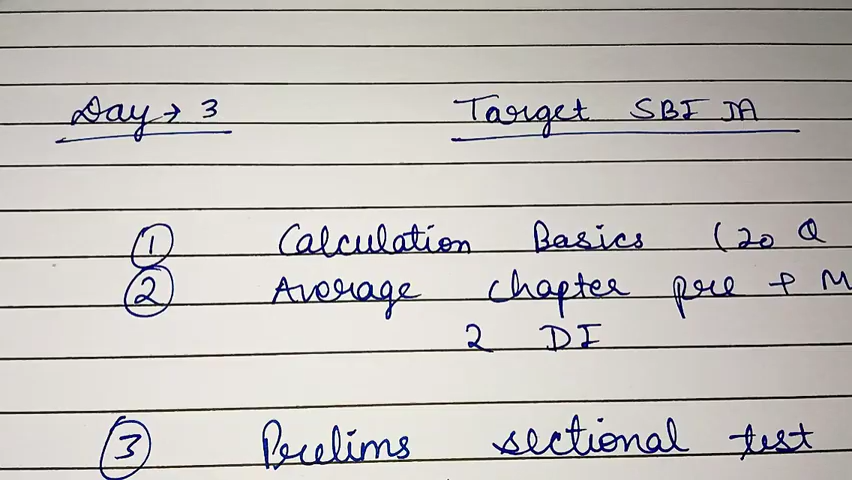 Day → 3 Target SBI JA
① Calculation Basics (20 Q
② Average chapter pre + M
2 DI
③ Prelims sectional test